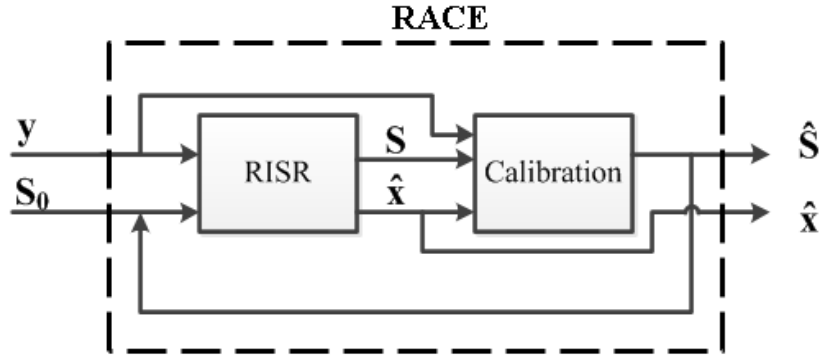 RACE
y
S₀
RISR
S
x̂
Calibration
Ŝ
x̂